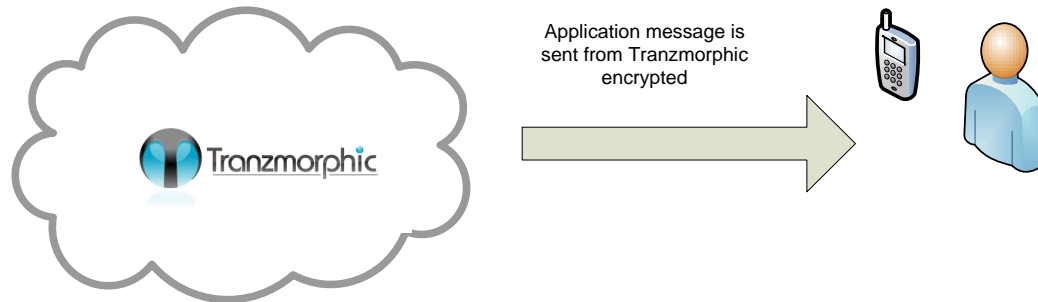 Application message is
sent from Tranzmorphic
encrypted
Tranzmorphic